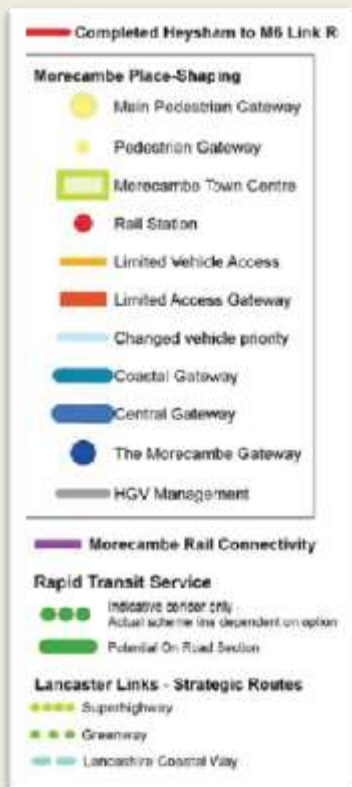 Completed Heysham to M6 Link R
Morecambe Place-Shaping
Main Pedestrian Gateway
Pedestrian Gateway
Morecambe Town Centre
Rail Station
Limited Vehicle Access
Limited Access Gateway
Changed vehicle priority
Coastal Gateway
Central Gateway
The Morecambe Gateway
HGV Management
Morecambe Rail Connectivity
Rapid Transit Service
Indicative corridor only -
Actual scheme line dependent on option
Potential On Road Section
Lancaster Links - Strategic Routes
Superhighway
Greenway
Lancashire Coastal Way